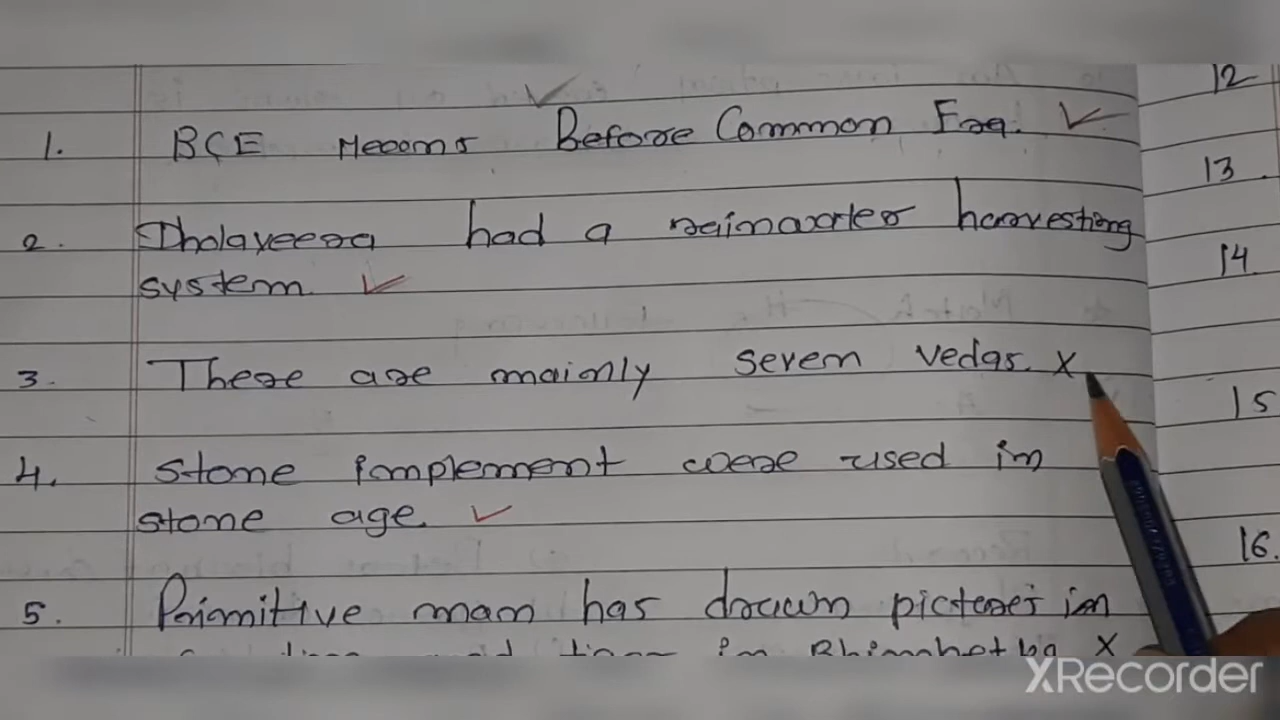 12
1. BCE Means Before Common Era. ✓
13.
2. Dholaveera had a rainwater harvesting
system. ✓
14
3. There are mainly seven vedas. X
15
4. Stone implement were used in
stone age. ✓
16.
5. Primitive man has drawn pictures in
in Bhimbetka X
XRecorder